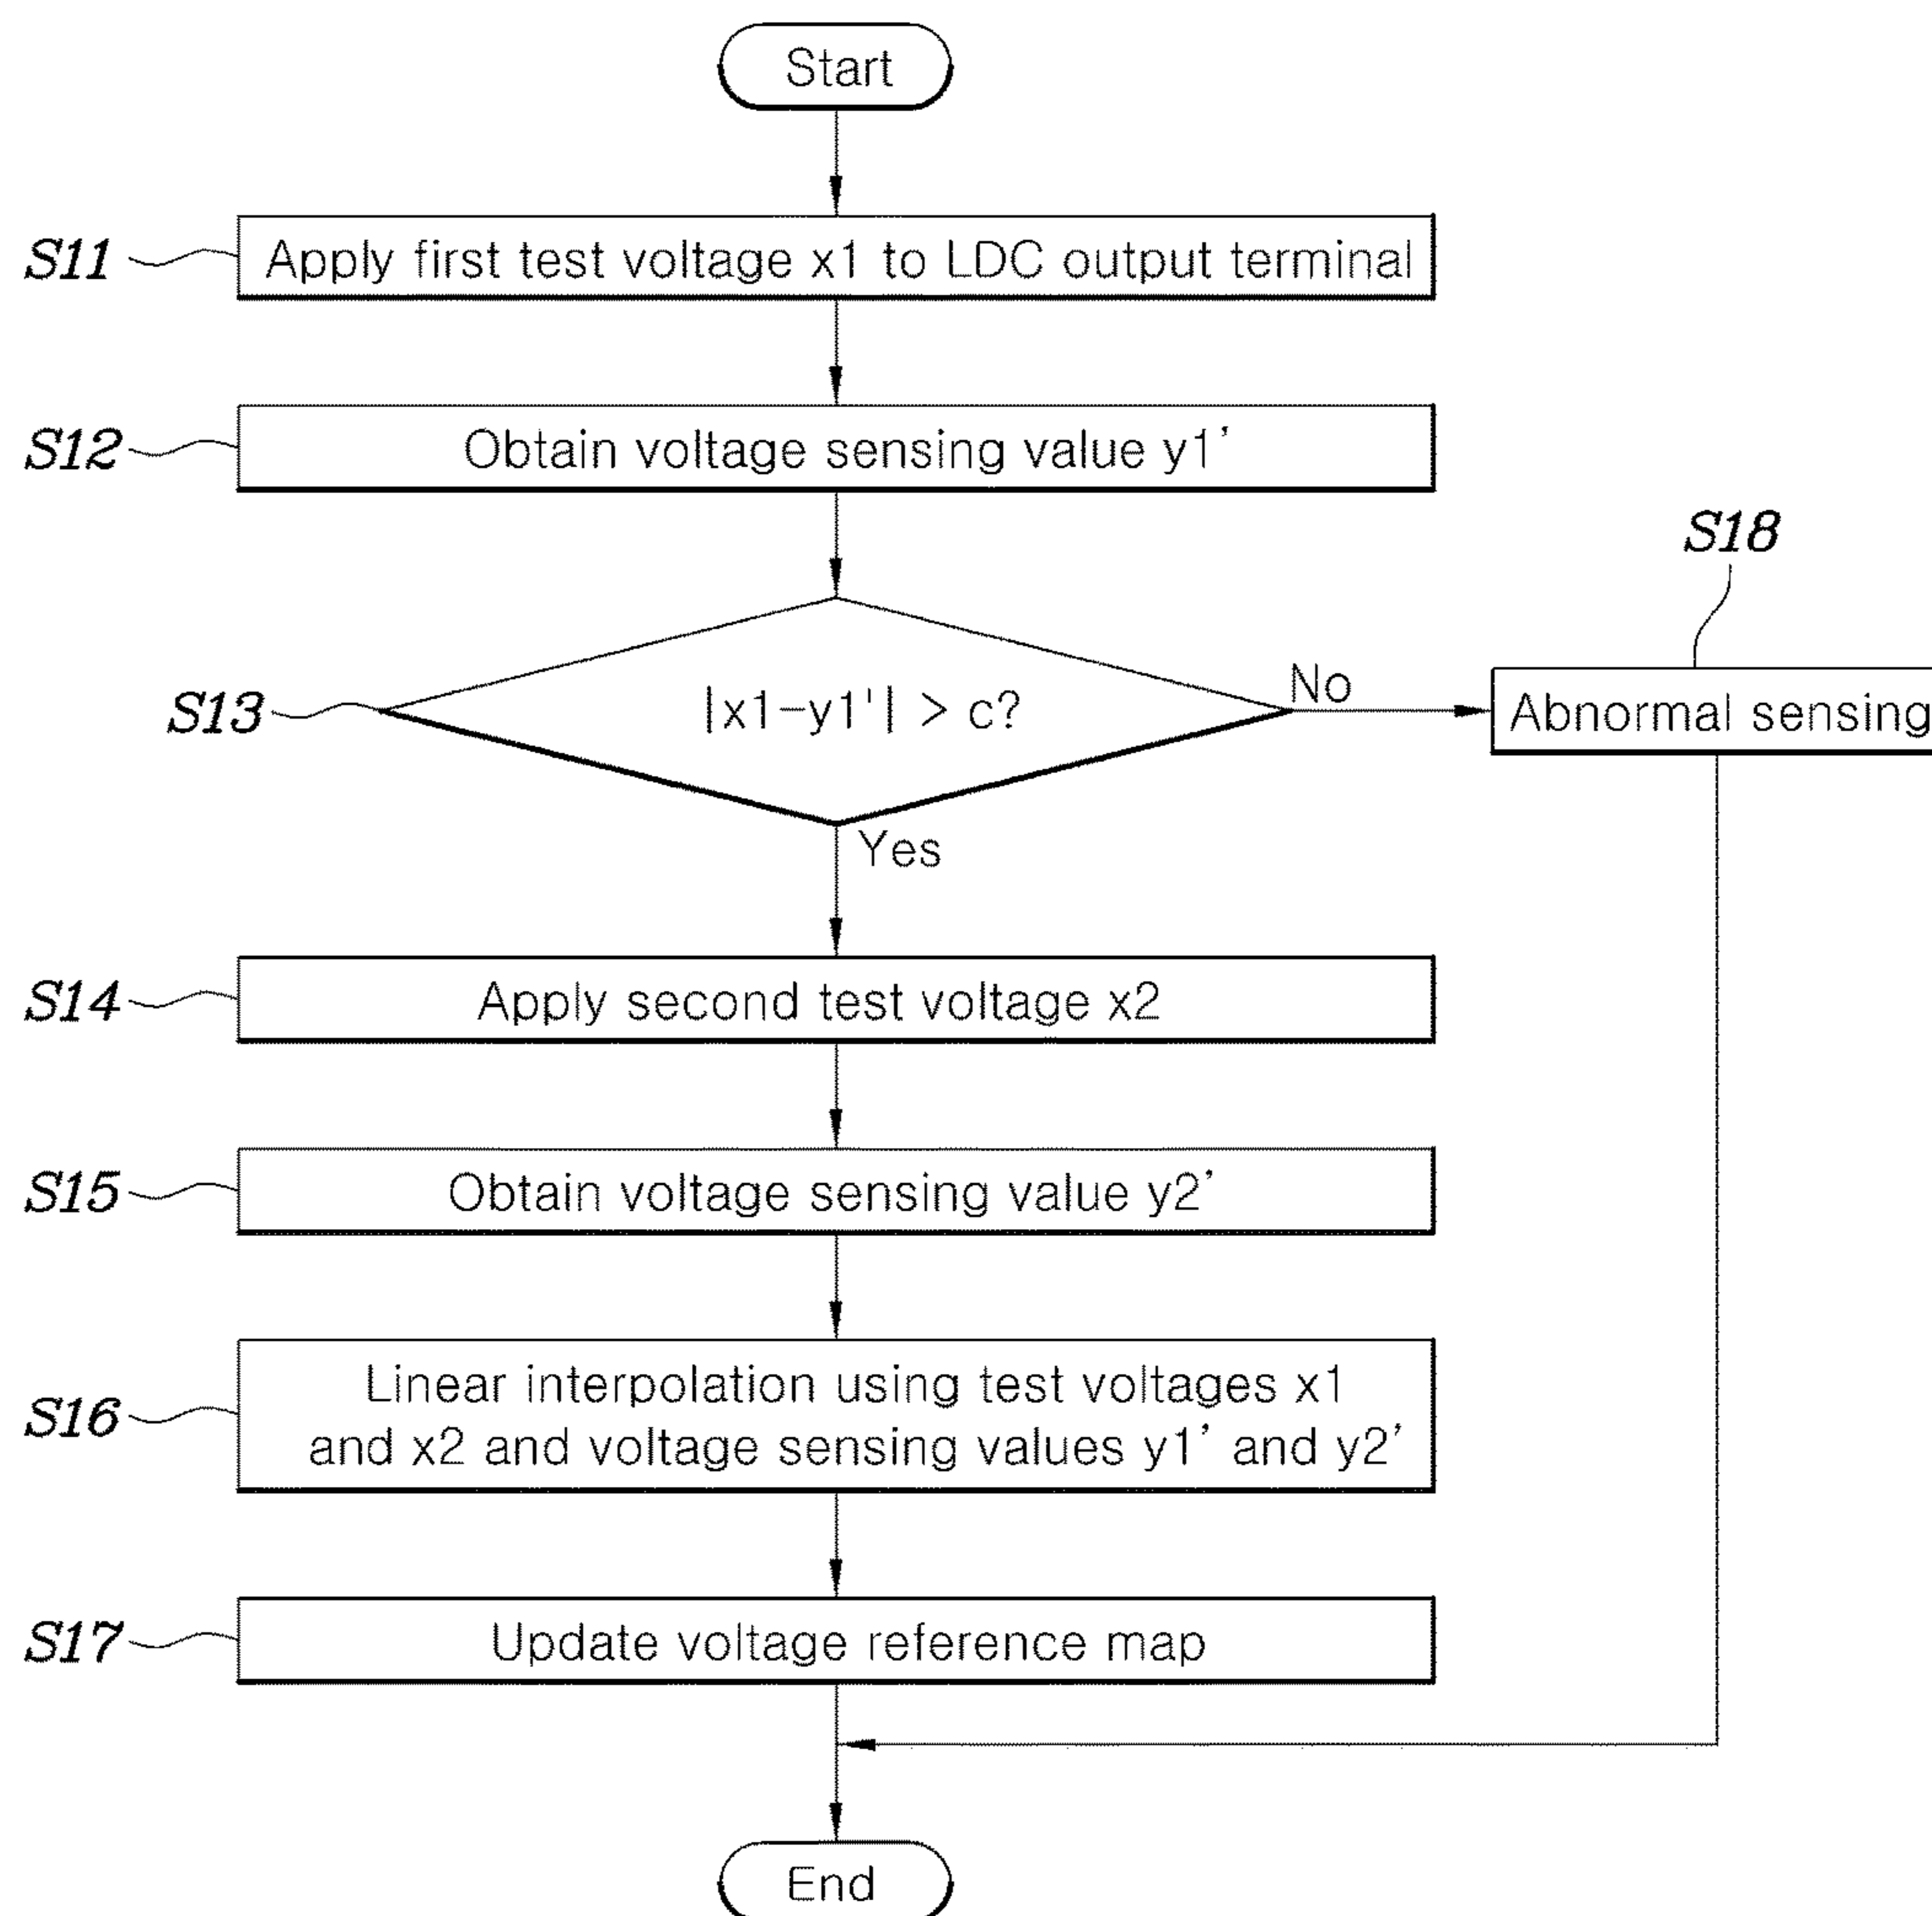 Start
S11
Apply first test voltage x1 to LDC output terminal
S12
Obtain voltage sensing value y1’
S18
S13
|x1-y1'| > c?
No
Abnormal sensing
Yes
S14
Apply second test voltage x2
S15
Obtain voltage sensing value y2’
S16
Linear interpolation using test voltages x1
and x2 and voltage sensing values y1’ and y2’
S17
Update voltage reference map
End